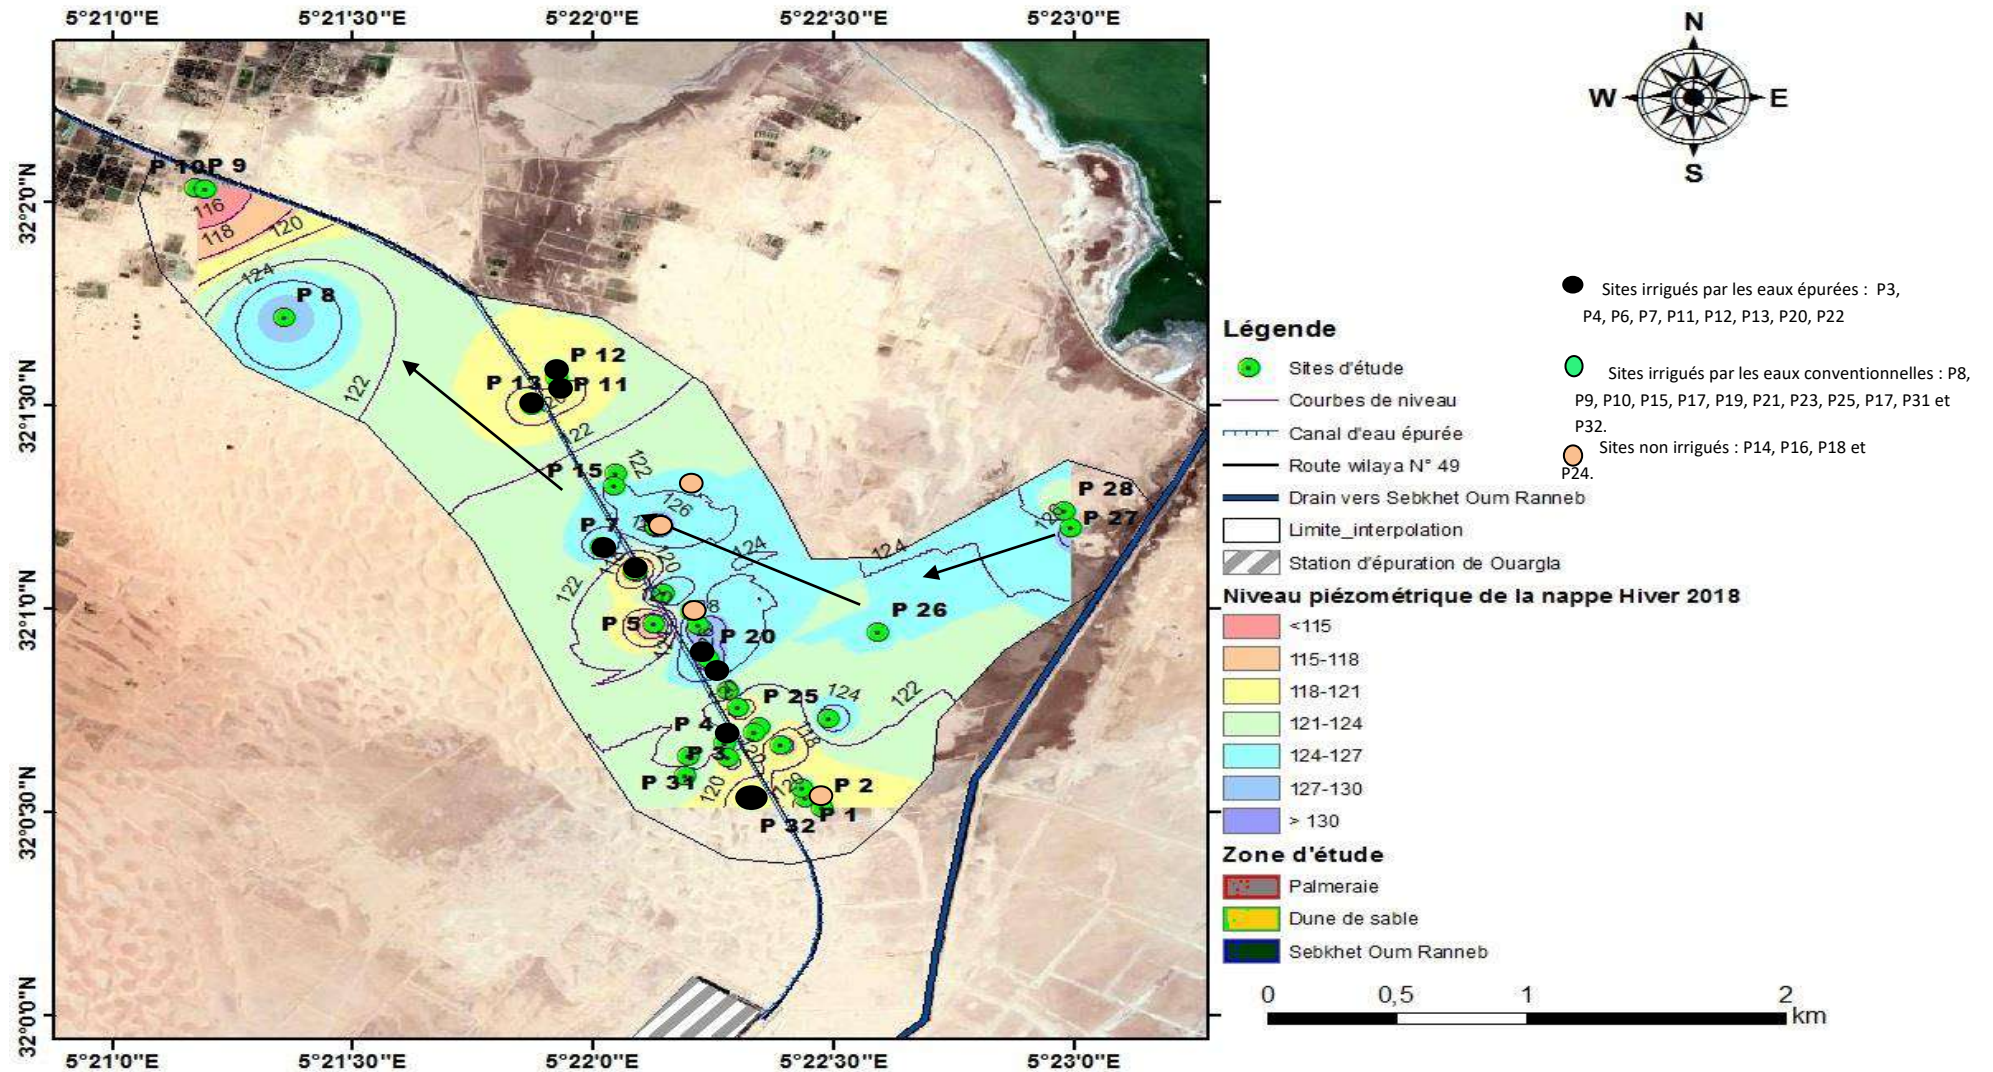 5°21'0"E 5°21'30"E 5°22'0"E 5°22'30"E 5°23'0"E
N
W E
S
32°2'0"N
32°1'30"N
32°1'0"N
32°0'30"N
32°0'0"N
32°2'0"N
P 10 P 9
116
118
120
124
P 8
122
P 12
P 13 P 11
122
P 15
122
126
P 28
126
P 27
P 7
124
124
120
122
P 26
P 5
P 20
P 25
124
122
P 4
118
P 3
P 31
120
120
P 2
P 1
P 32
Sites irrigués par les eaux épurées : P3,
P4, P6, P7, P11, P12, P13, P20, P22
Sites irrigués par les eaux conventionnelles : P8,
P9, P10, P15, P17, P19, P21, P23, P25, P17, P31 et
P32.
Sites non irrigués : P14, P16, P18 et
P24.
Légende
Sites d'étude
Courbes de niveau
Canal d'eau épurée
Route wilaya N° 49
Drain vers Sebkhet Oum Ranneb
Limite_interpolation
Station d'épuration de Ouargla
Niveau piézométrique de la nappe Hiver 2018
<115
115-118
118-121
121-124
124-127
127-130
> 130
Zone d'étude
Palmeraie
Dune de sable
Sebkhet Oum Ranneb
0 0,5 1 2
km
5°21'0"E 5°21'30"E 5°22'0"E 5°22'30"E 5°23'0"E